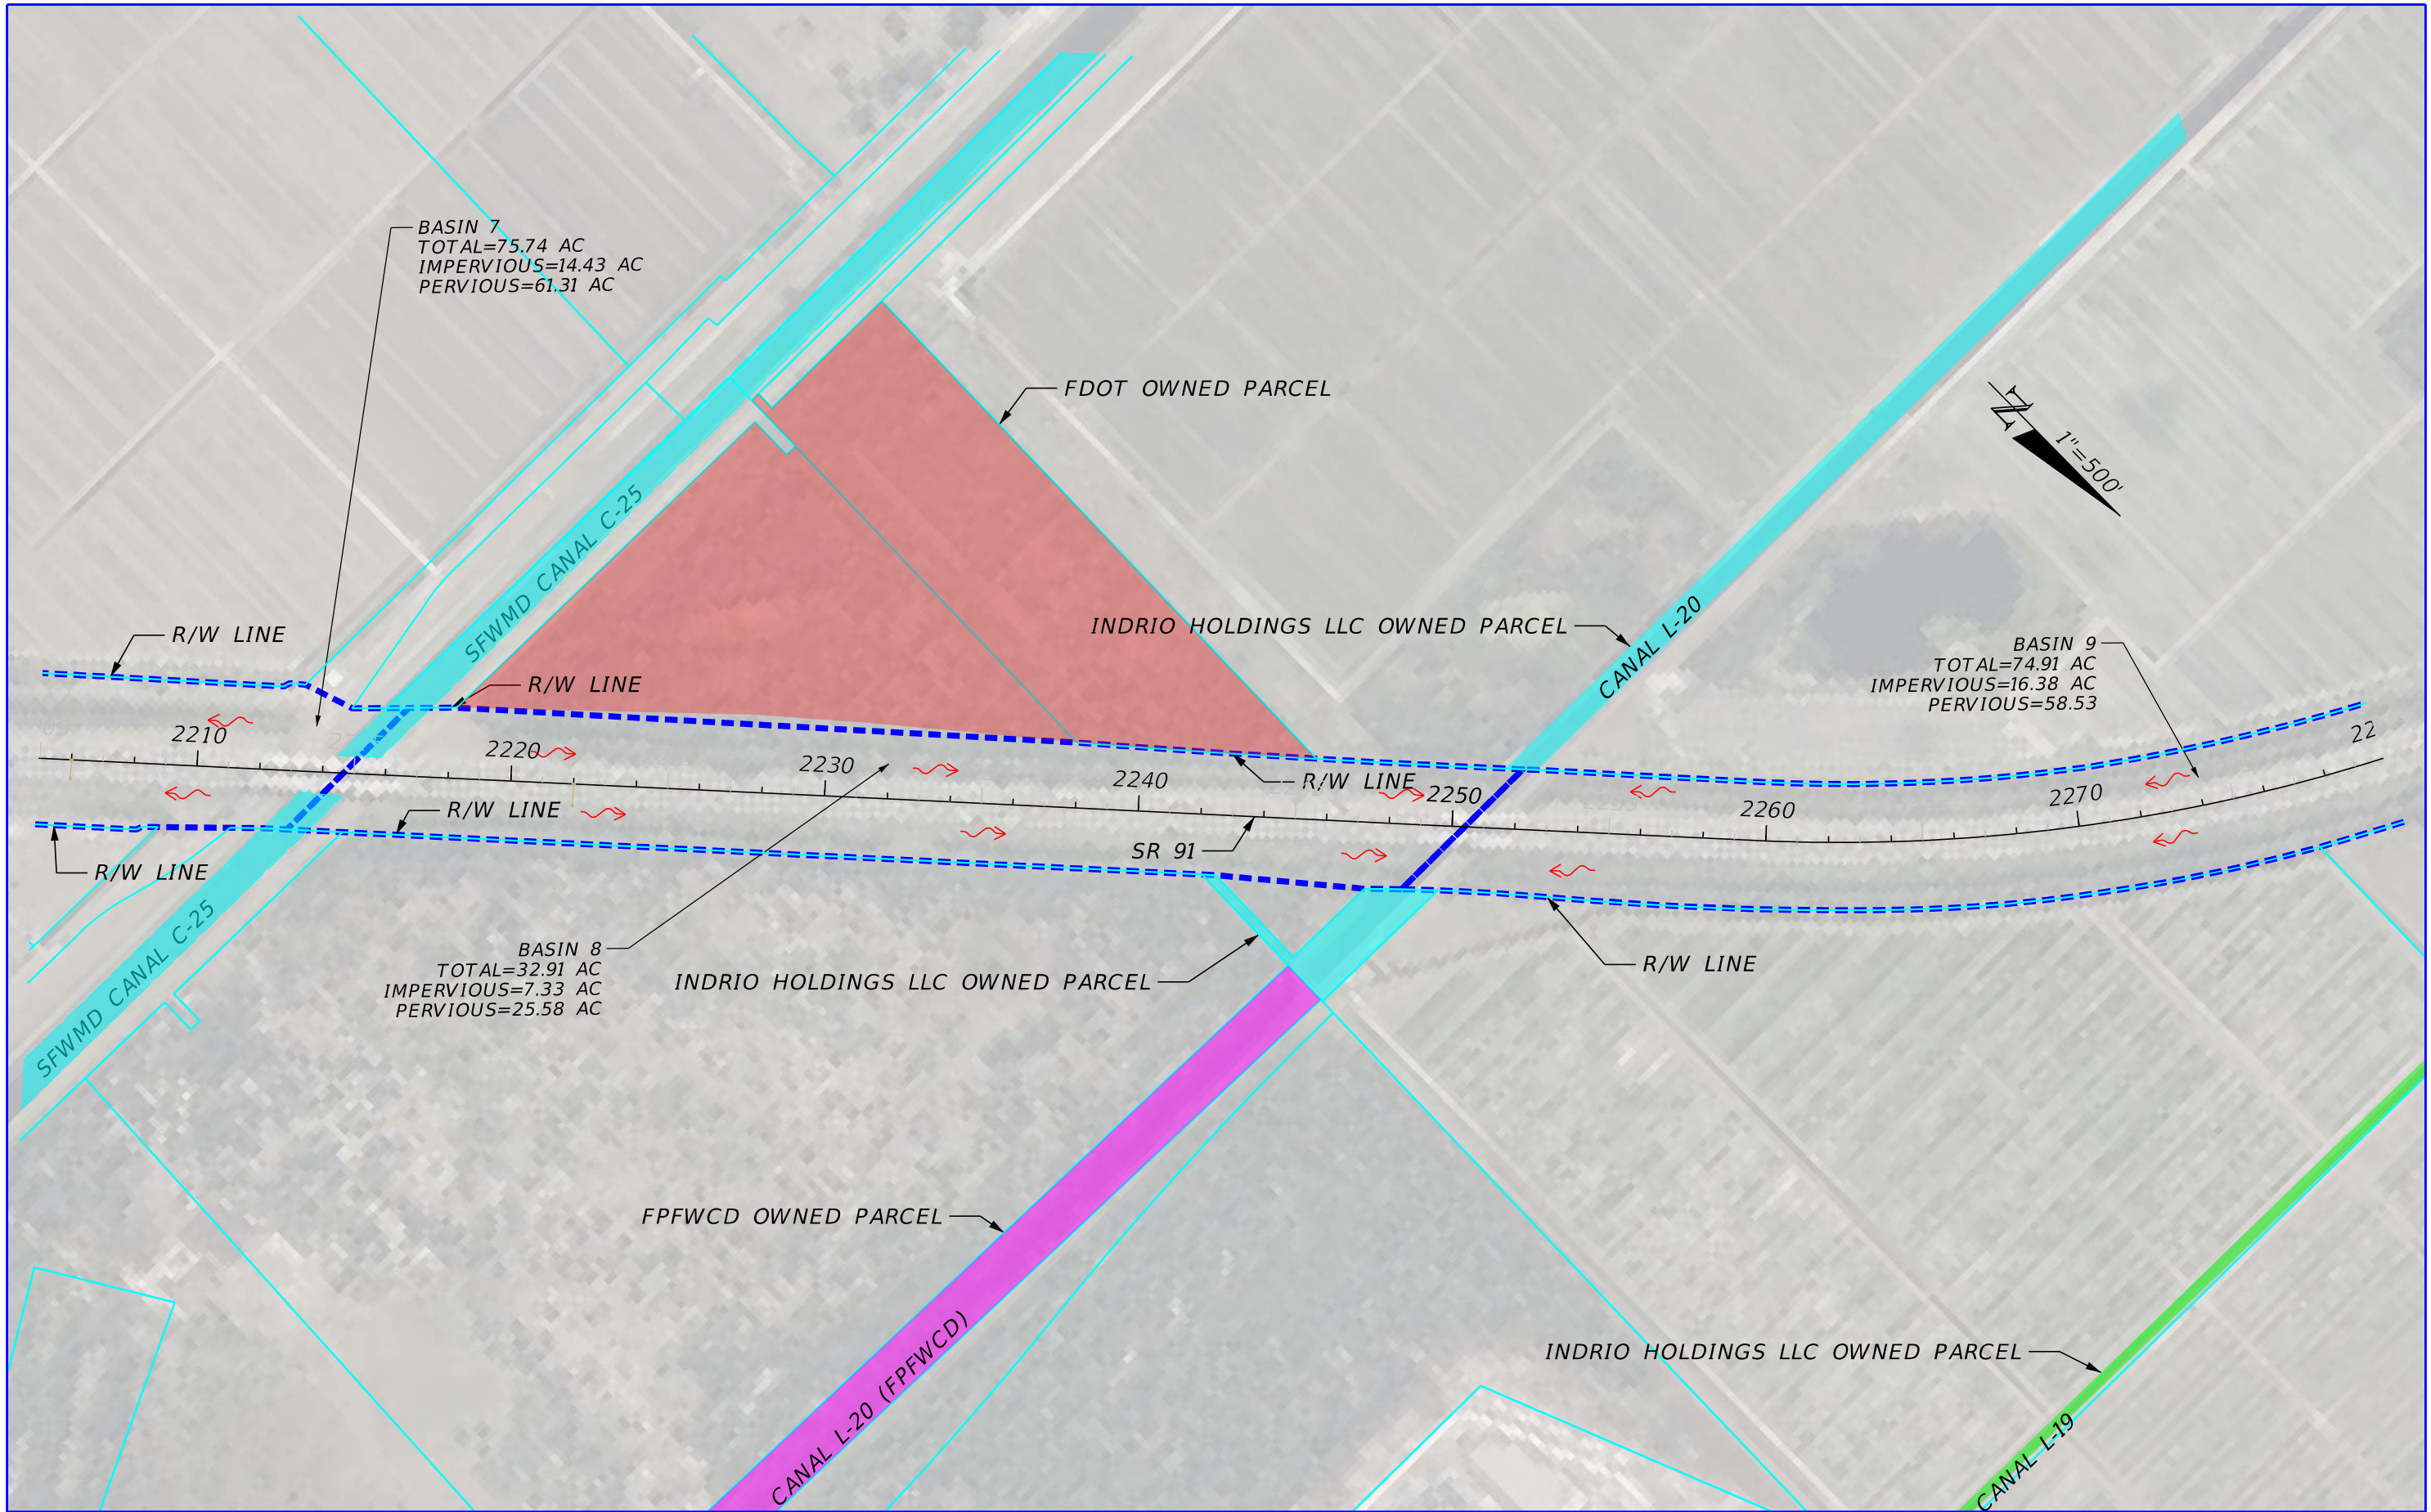 BASIN 7
TOTAL=75.74 AC
IMPERVIOUS=14.43 AC
PERVIOUS=61.31 AC
FDOT OWNED PARCEL
N
1"=500'
SFWMD CANAL C-25
INDRIO HOLDINGS LLC OWNED PARCEL
CANAL L-20
BASIN 9
TOTAL=74.91 AC
IMPERVIOUS=16.38 AC
PERVIOUS=58.53
R/W LINE
R/W LINE
2210
2220
2230
2240
2250
2260
2270
22
R/W LINE
R/W LINE
R/W LINE
SR 91
R/W LINE
SFWMD CANAL C-25
BASIN 8
TOTAL=32.91 AC
IMPERVIOUS=7.33 AC
PERVIOUS=25.58 AC
INDRIO HOLDINGS LLC OWNED PARCEL
FPFWCD OWNED PARCEL
CANAL L-20 (FPFWCD)
INDRIO HOLDINGS LLC OWNED PARCEL
CANAL L-19